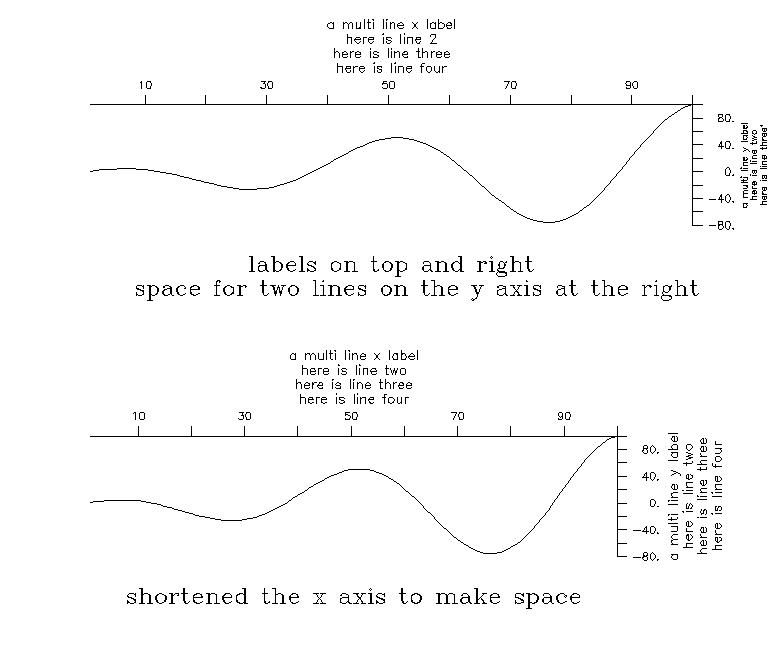 a multi line x label
here is line 2
here is line three
here is line four
10 30 50 70 90
80.
40.
0.
-40.
-80.
a multi line y label
here is line two
here is line three'
labels on top and right
space for two lines on the y axis at the right
a multi line x label
here is line two
here is line three
here is line four
10 30 50 70 90
80.
40.
0.
-40.
-80.
a multi line y label
here is line two
here is line three
here is line four
shortened the x axis to make space